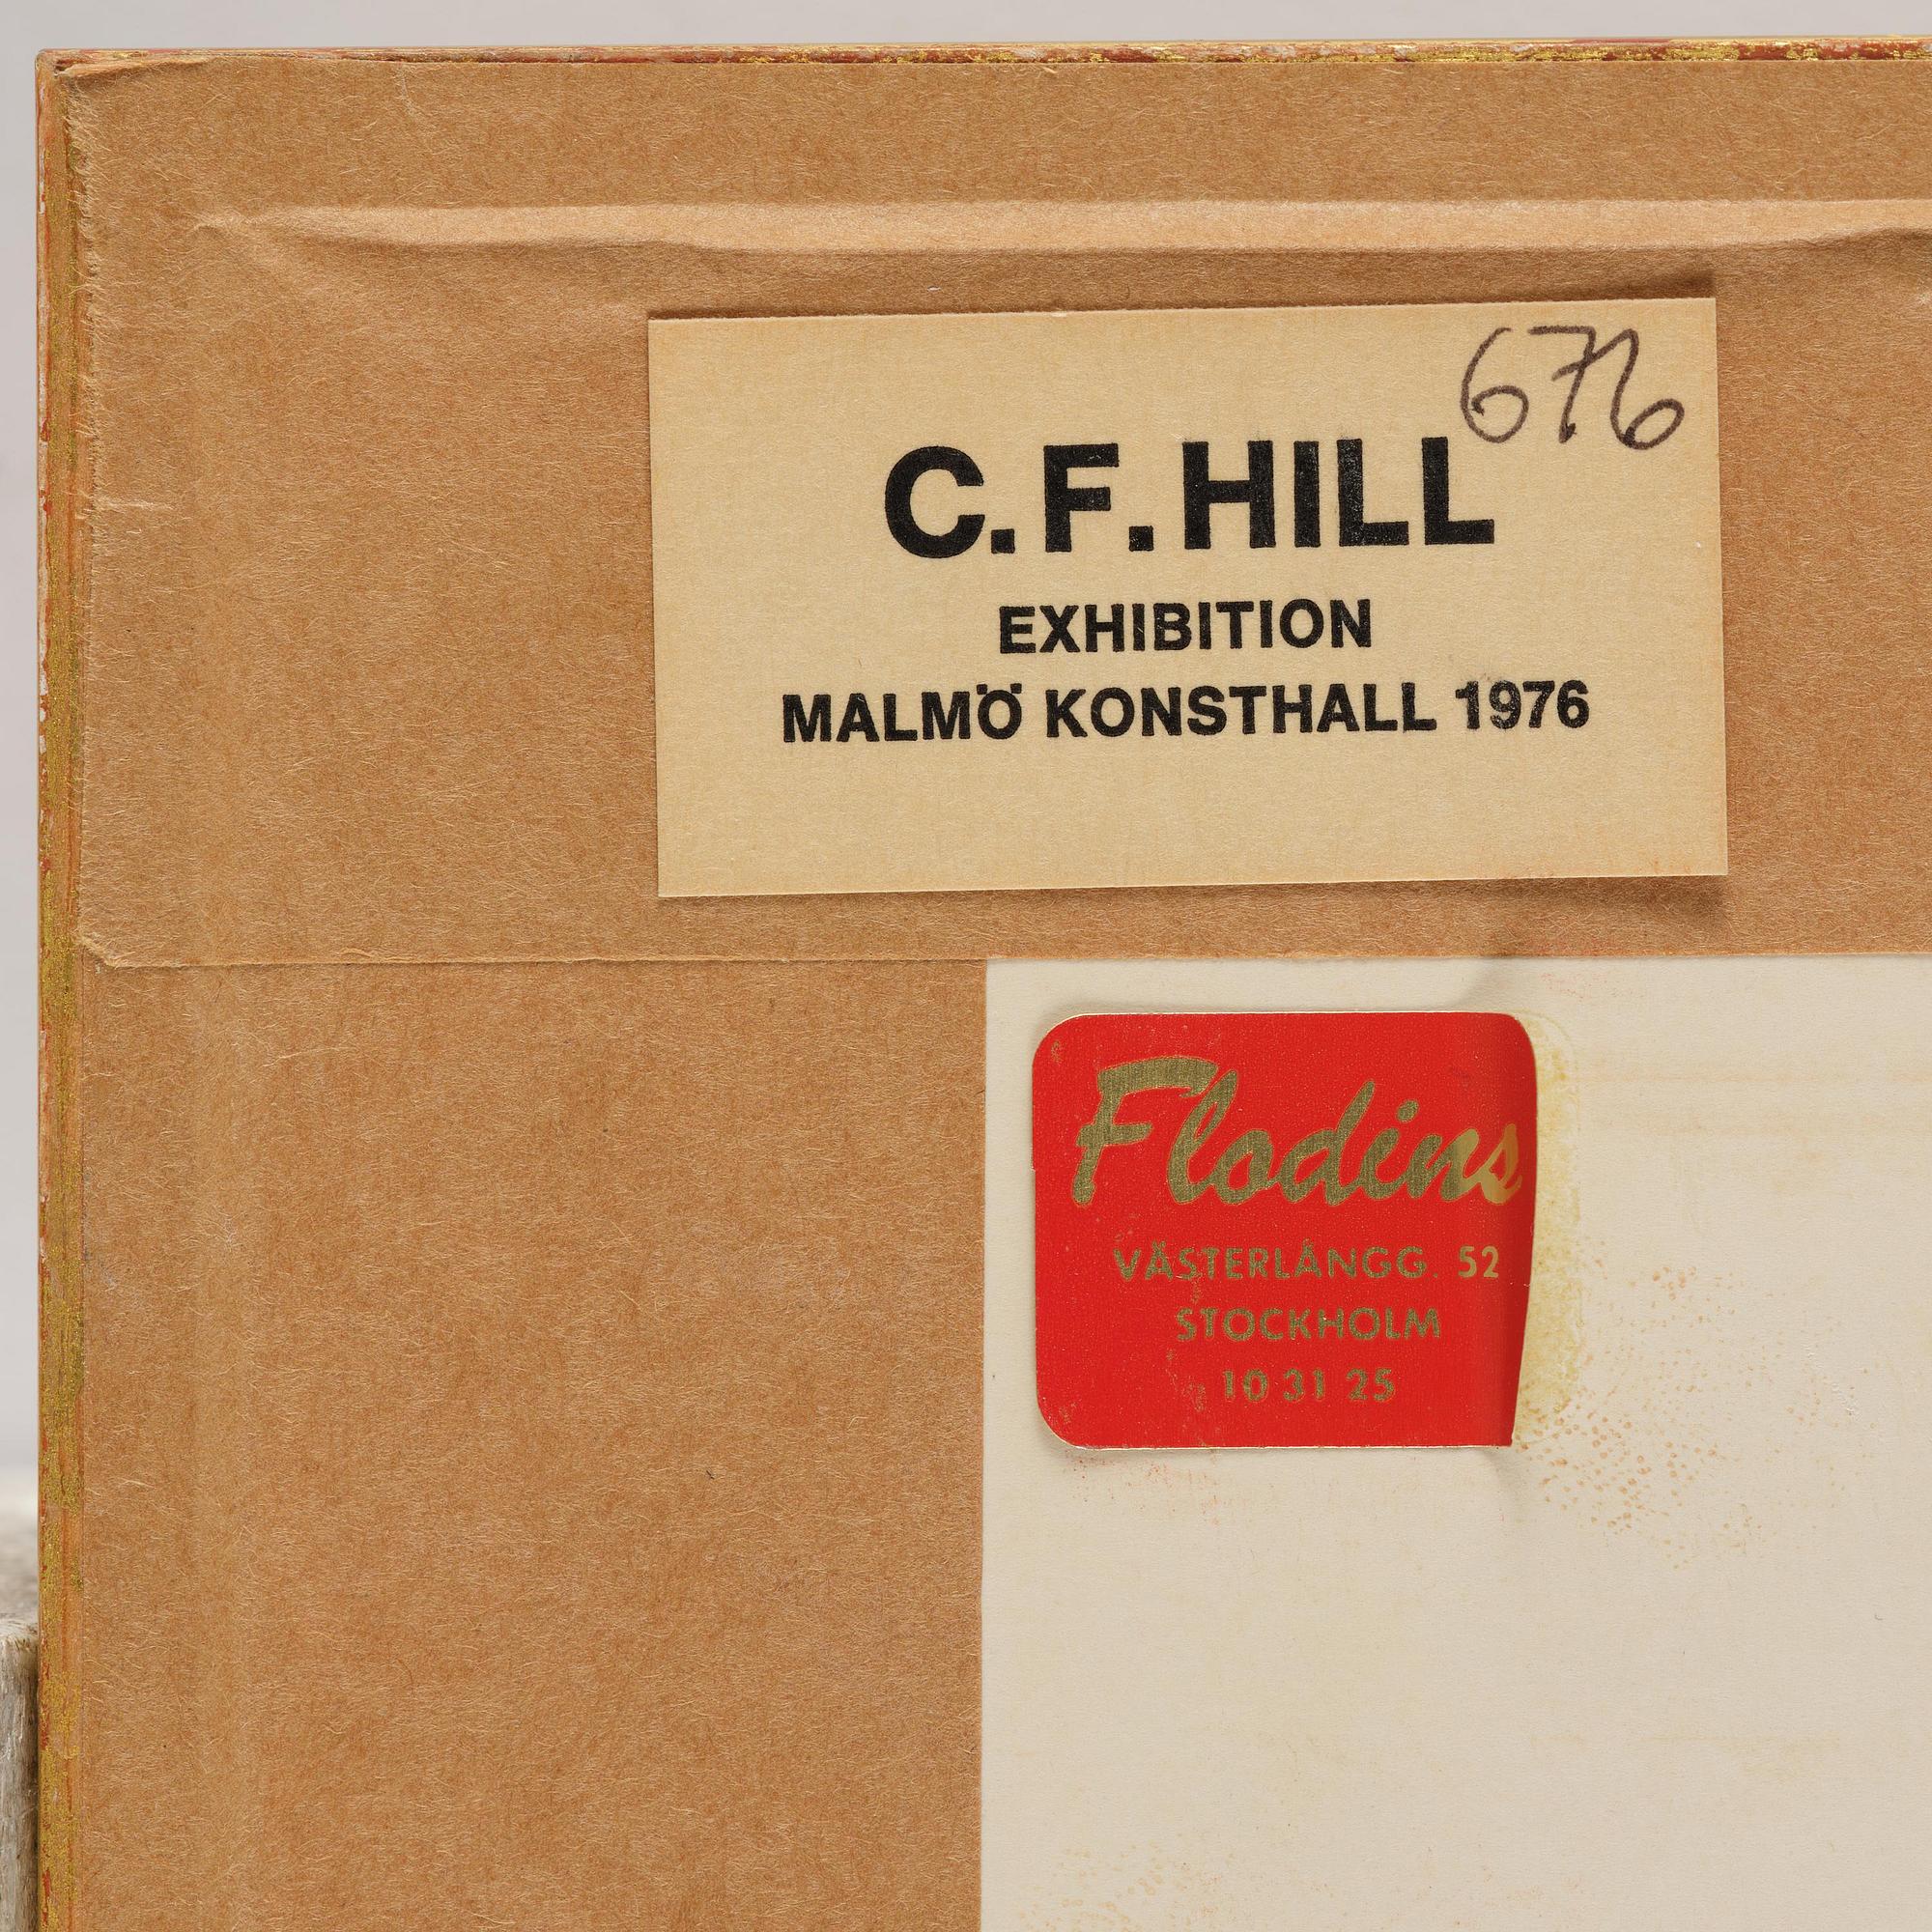 676
C.F. HILL
EXHIBITION
MALMÖ KONSTHALL 1976
Flodins
VÄSTERLÅNGG. 52
STOCKHOLM
10 31 25